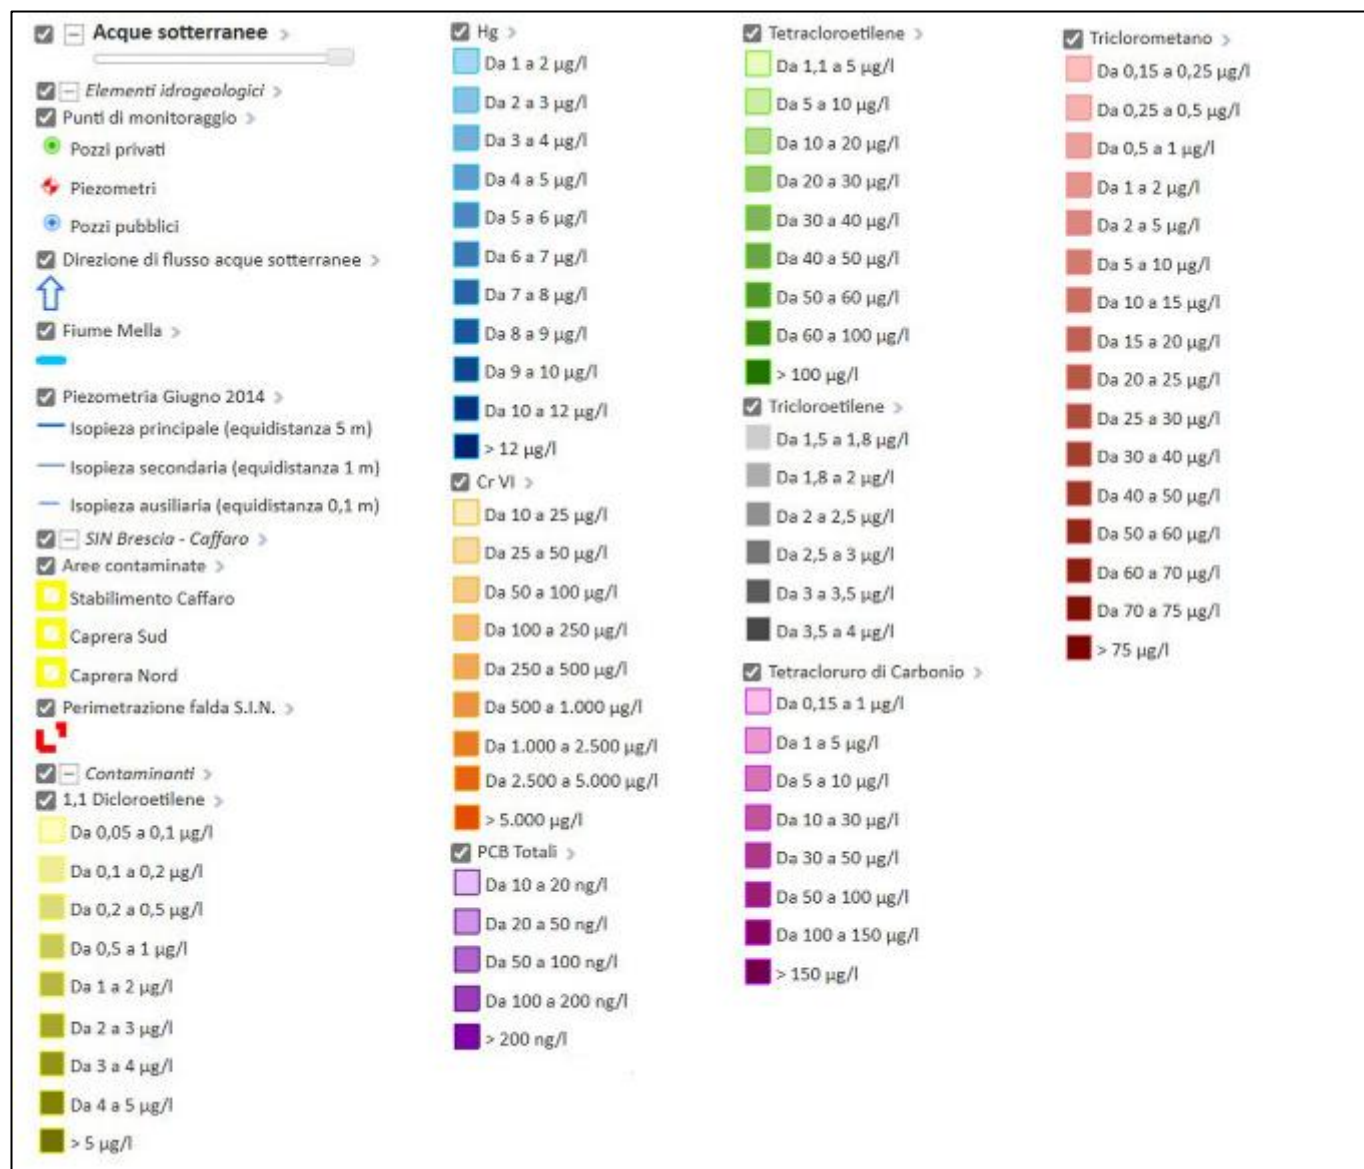 Acque sotterranee
Elementi idrogeologici
Punti di monitoraggio
Pozzi privati
Piezometri
Pozzi pubblici
Direzione di flusso acque sotterranee
Fiume Mella
Piezometria Giugno 2014
Isopieza principale (equidistanza 5 m)
Isopieza secondaria (equidistanza 1 m)
Isopieza ausiliaria (equidistanza 0,1 m)
SIN Brescia - Caffaro
Aree contaminate
Stabilimento Caffaro
Caprera Sud
Caprera Nord
Perimetrazione falda S.I.N.
Contaminanti
1,1 Dicloroetilene
Da 0,05 a 0,1 µg/l
Da 0,1 a 0,2 µg/l
Da 0,2 a 0,5 µg/l
Da 0,5 a 1 µg/l
Da 1 a 2 µg/l
Da 2 a 3 µg/l
Da 3 a 4 µg/l
Da 4 a 5 µg/l
> 5 µg/l
Hg
Da 1 a 2 µg/l
Da 2 a 3 µg/l
Da 3 a 4 µg/l
Da 4 a 5 µg/l
Da 5 a 6 µg/l
Da 6 a 7 µg/l
Da 7 a 8 µg/l
Da 8 a 9 µg/l
Da 9 a 10 µg/l
Da 10 a 12 µg/l
> 12 µg/l
Cr VI
Da 10 a 25 µg/l
Da 25 a 50 µg/l
Da 50 a 100 µg/l
Da 100 a 250 µg/l
Da 250 a 500 µg/l
Da 500 a 1.000 µg/l
Da 1.000 a 2.500 µg/l
Da 2.500 a 5.000 µg/l
> 5.000 µg/l
PCB Totali
Da 10 a 20 ng/l
Da 20 a 50 ng/l
Da 50 a 100 ng/l
Da 100 a 200 ng/l
> 200 ng/l
Tetracloroetilene
Da 1,1 a 5 µg/l
Da 5 a 10 µg/l
Da 10 a 20 µg/l
Da 20 a 30 µg/l
Da 30 a 40 µg/l
Da 40 a 50 µg/l
Da 50 a 60 µg/l
Da 60 a 100 µg/l
> 100 µg/l
Tricloroetilene
Da 1,5 a 1,8 µg/l
Da 1,8 a 2 µg/l
Da 2 a 2,5 µg/l
Da 2,5 a 3 µg/l
Da 3 a 3,5 µg/l
Da 3,5 a 4 µg/l
Tetracloruro di Carbonio
Da 0,15 a 1 µg/l
Da 1 a 5 µg/l
Da 5 a 10 µg/l
Da 10 a 30 µg/l
Da 30 a 50 µg/l
Da 50 a 100 µg/l
Da 100 a 150 µg/l
> 150 µg/l
Triclorometano
Da 0,15 a 0,25 µg/l
Da 0,25 a 0,5 µg/l
Da 0,5 a 1 µg/l
Da 1 a 2 µg/l
Da 2 a 5 µg/l
Da 5 a 10 µg/l
Da 10 a 15 µg/l
Da 15 a 20 µg/l
Da 20 a 25 µg/l
Da 25 a 30 µg/l
Da 30 a 40 µg/l
Da 40 a 50 µg/l
Da 50 a 60 µg/l
Da 60 a 70 µg/l
Da 70 a 75 µg/l
> 75 µg/l